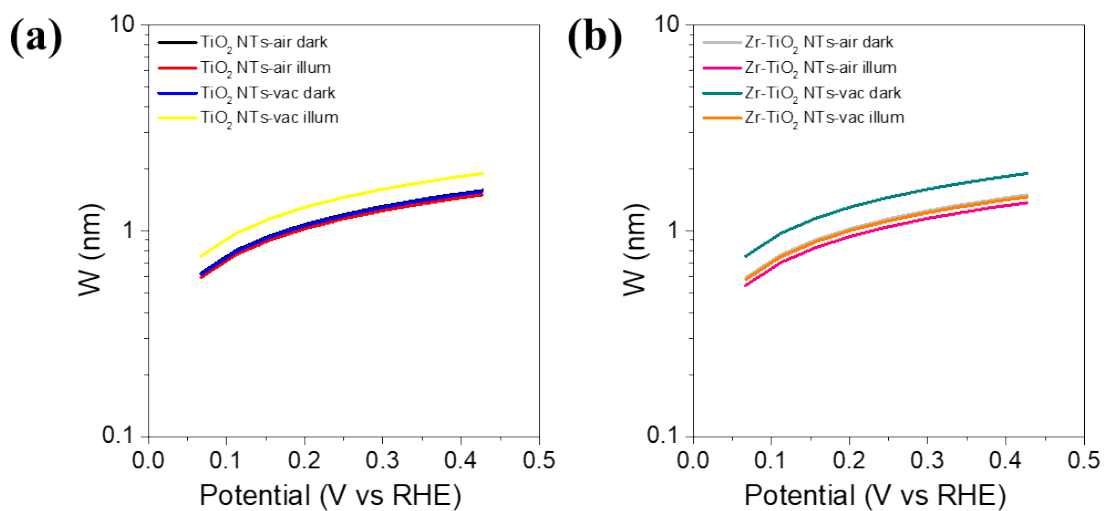 (a)
10
TiO2 NTs-air dark
TiO2 NTs-air illum
TiO2 NTs-vac dark
TiO2 NTs-vac illum
W (nm)
1
0.1
0.0 0.1 0.2 0.3 0.4 0.5
Potential (V vs RHE)
(b)
10
Zr-TiO2 NTs-air dark
Zr-TiO2 NTs-air illum
Zr-TiO2 NTs-vac dark
Zr-TiO2 NTs-vac illum
W (nm)
1
0.1
0.0 0.1 0.2 0.3 0.4 0.5
Potential (V vs RHE)